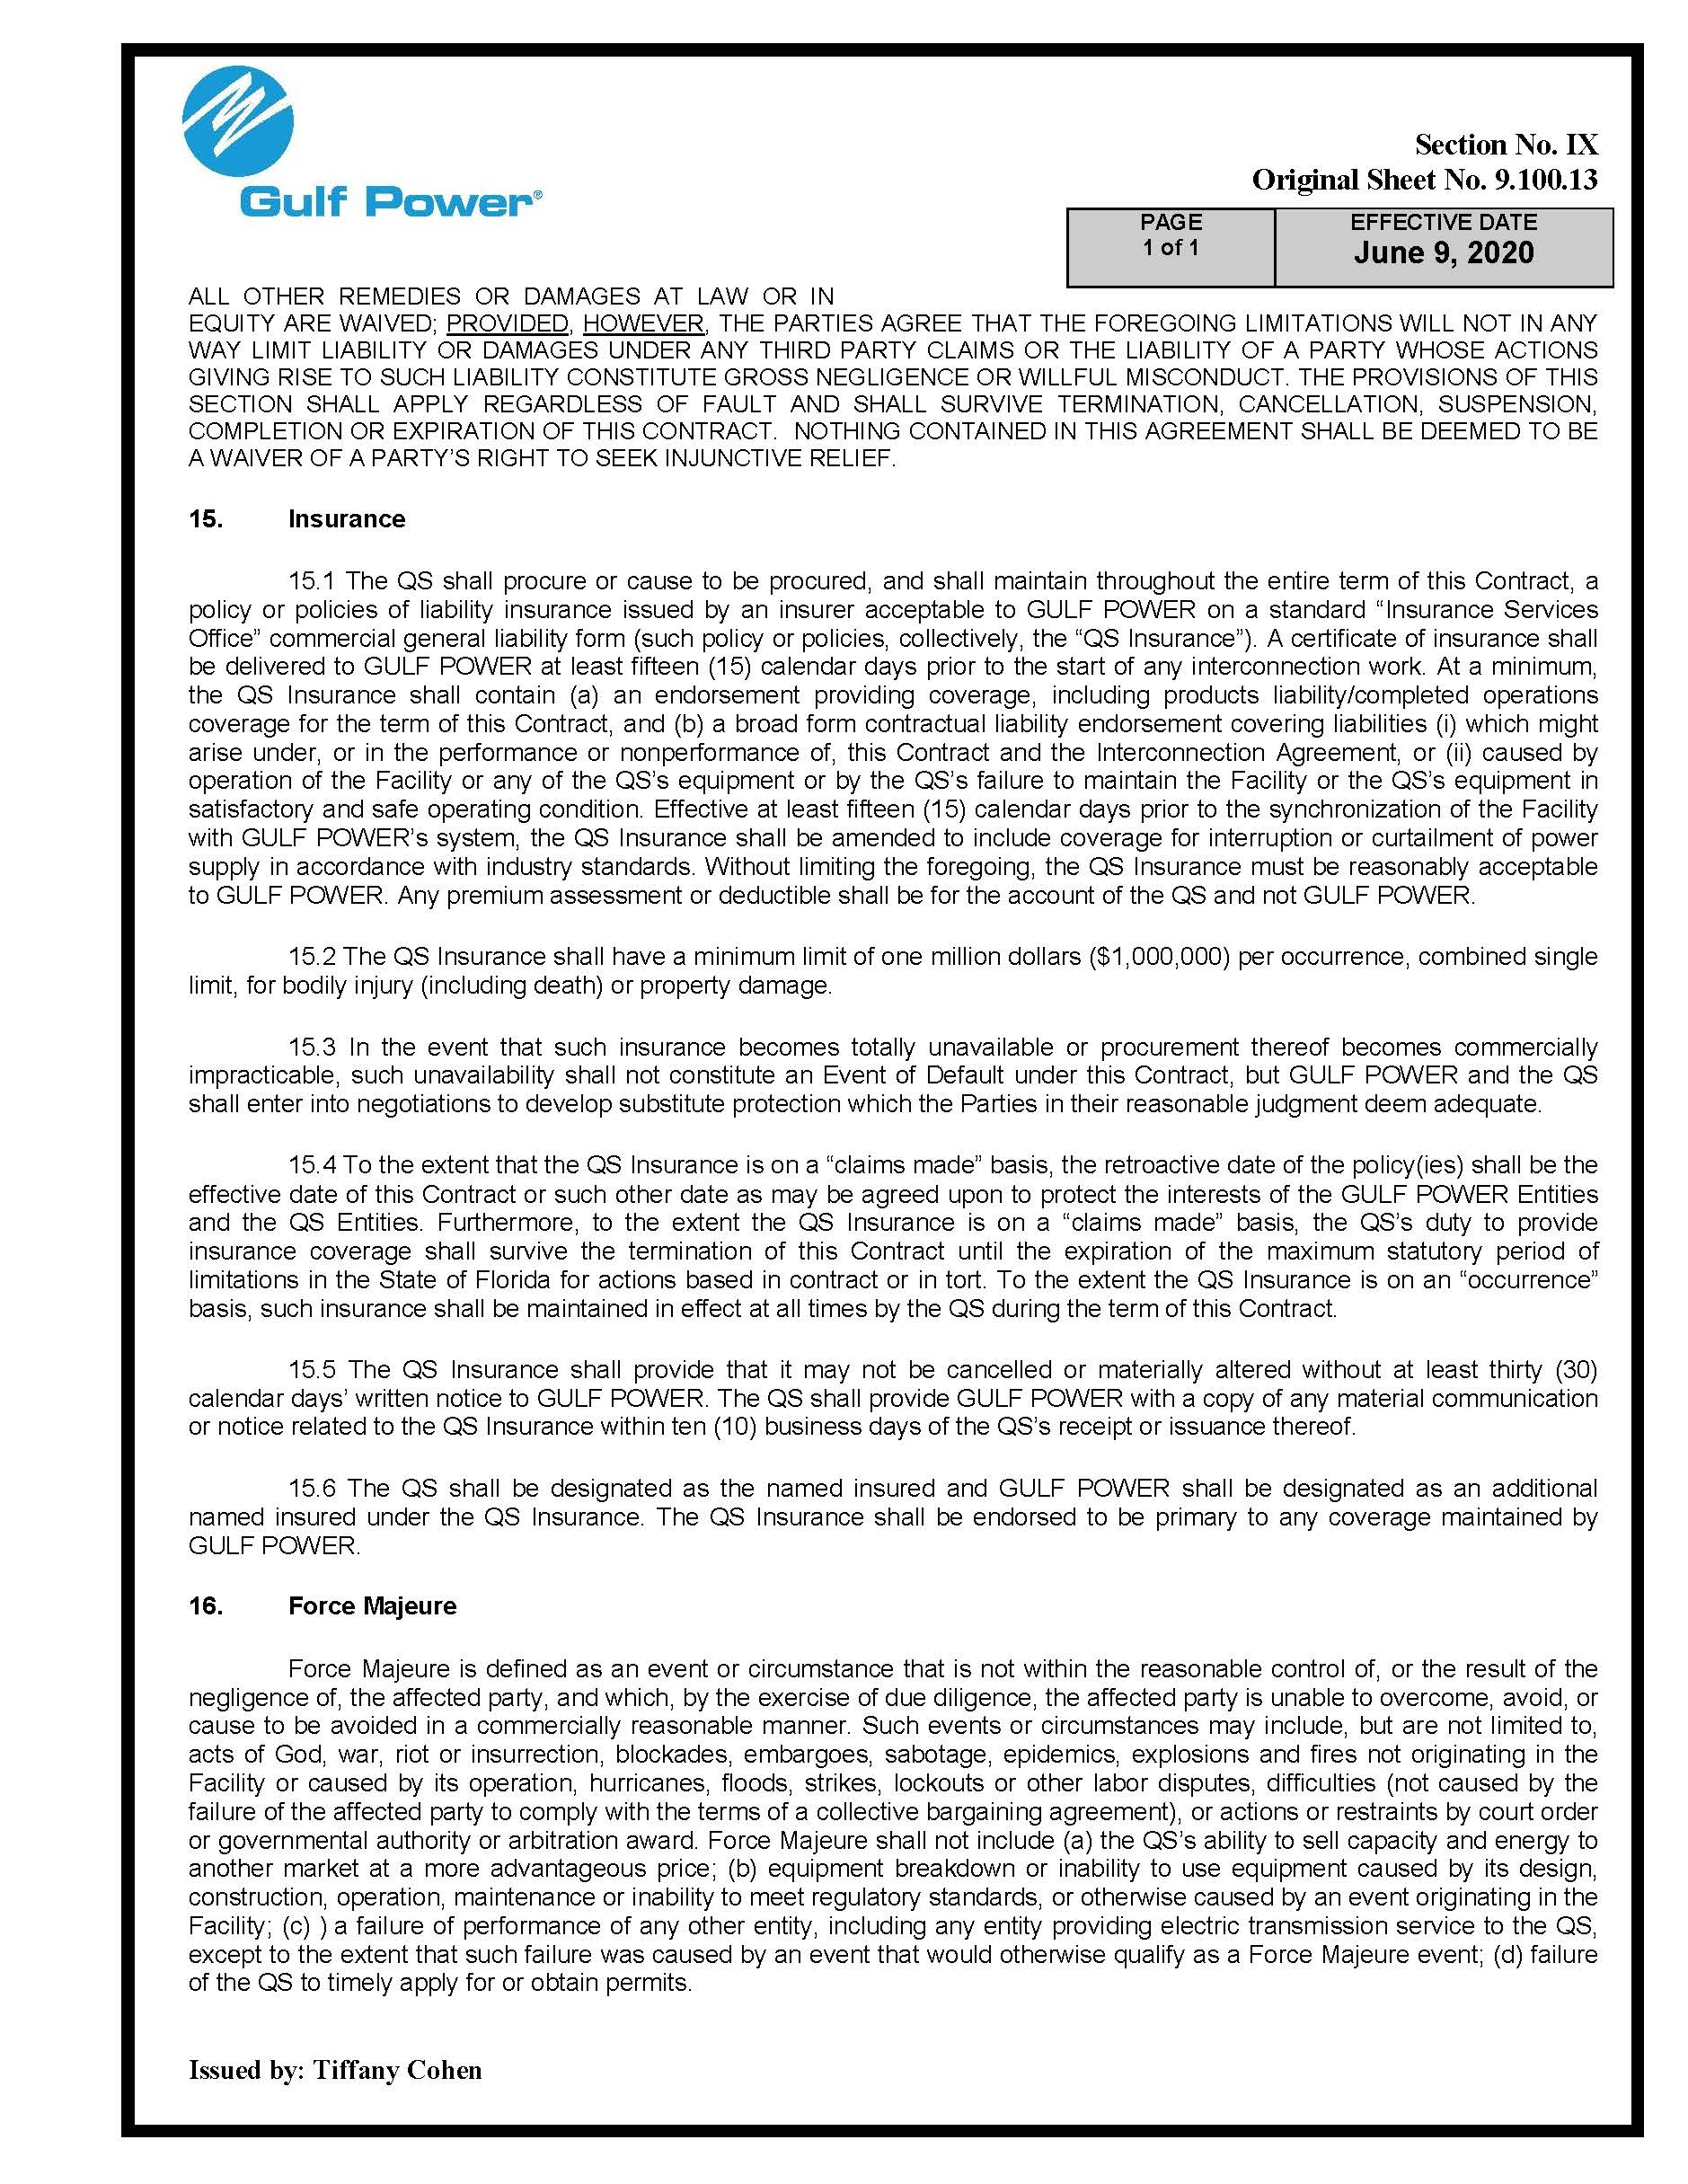 Gulf Power®
Section No. IX
Original Sheet No. 9.100.13
PAGE
1 of 1
EFFECTIVE DATE
June 9, 2020
ALL OTHER REMEDIES OR DAMAGES AT LAW OR IN
EQUITY ARE WAIVED; PROVIDED, HOWEVER, THE PARTIES AGREE THAT THE FOREGOING LIMITATIONS WILL NOT IN ANY
WAY LIMIT LIABILITY OR DAMAGES UNDER ANY THIRD PARTY CLAIMS OR THE LIABILITY OF A PARTY WHOSE ACTIONS
GIVING RISE TO SUCH LIABILITY CONSTITUTE GROSS NEGLIGENCE OR WILLFUL MISCONDUCT. THE PROVISIONS OF THIS
SECTION SHALL APPLY REGARDLESS OF FAULT AND SHALL SURVIVE TERMINATION, CANCELLATION, SUSPENSION,
COMPLETION OR EXPIRATION OF THIS CONTRACT. NOTHING CONTAINED IN THIS AGREEMENT SHALL BE DEEMED TO BE
A WAIVER OF A PARTY’S RIGHT TO SEEK INJUNCTIVE RELIEF.
15. Insurance
15.1 The QS shall procure or cause to be procured, and shall maintain throughout the entire term of this Contract, a
policy or policies of liability insurance issued by an insurer acceptable to GULF POWER on a standard “Insurance Services
Office” commercial general liability form (such policy or policies, collectively, the “QS Insurance”). A certificate of insurance shall
be delivered to GULF POWER at least fifteen (15) calendar days prior to the start of any interconnection work. At a minimum,
the QS Insurance shall contain (a) an endorsement providing coverage, including products liability/completed operations
coverage for the term of this Contract, and (b) a broad form contractual liability endorsement covering liabilities (i) which might
arise under, or in the performance or nonperformance of, this Contract and the Interconnection Agreement, or (ii) caused by
operation of the Facility or any of the QS’s equipment or by the QS’s failure to maintain the Facility or the QS’s equipment in
satisfactory and safe operating condition. Effective at least fifteen (15) calendar days prior to the synchronization of the Facility
with GULF POWER’s system, the QS Insurance shall be amended to include coverage for interruption or curtailment of power
supply in accordance with industry standards. Without limiting the foregoing, the QS Insurance must be reasonably acceptable
to GULF POWER. Any premium assessment or deductible shall be for the account of the QS and not GULF POWER.
15.2 The QS Insurance shall have a minimum limit of one million dollars ($1,000,000) per occurrence, combined single
limit, for bodily injury (including death) or property damage.
15.3 In the event that such insurance becomes totally unavailable or procurement thereof becomes commercially
impracticable, such unavailability shall not constitute an Event of Default under this Contract, but GULF POWER and the QS
shall enter into negotiations to develop substitute protection which the Parties in their reasonable judgment deem adequate.
15.4 To the extent that the QS Insurance is on a “claims made” basis, the retroactive date of the policy(ies) shall be the
effective date of this Contract or such other date as may be agreed upon to protect the interests of the GULF POWER Entities
and the QS Entities. Furthermore, to the extent the QS Insurance is on a “claims made” basis, the QS’s duty to provide
insurance coverage shall survive the termination of this Contract until the expiration of the maximum statutory period of
limitations in the State of Florida for actions based in contract or in tort. To the extent the QS Insurance is on an “occurrence”
basis, such insurance shall be maintained in effect at all times by the QS during the term of this Contract.
15.5 The QS Insurance shall provide that it may not be cancelled or materially altered without at least thirty (30)
calendar days’ written notice to GULF POWER. The QS shall provide GULF POWER with a copy of any material communication
or notice related to the QS Insurance within ten (10) business days of the QS’s receipt or issuance thereof.
15.6 The QS shall be designated as the named insured and GULF POWER shall be designated as an additional
named insured under the QS Insurance. The QS Insurance shall be endorsed to be primary to any coverage maintained by
GULF POWER.
16. Force Majeure
Force Majeure is defined as an event or circumstance that is not within the reasonable control of, or the result of the
negligence of, the affected party, and which, by the exercise of due diligence, the affected party is unable to overcome, avoid, or
cause to be avoided in a commercially reasonable manner. Such events or circumstances may include, but are not limited to,
acts of God, war, riot or insurrection, blockades, embargoes, sabotage, epidemics, explosions and fires not originating in the
Facility or caused by its operation, hurricanes, floods, strikes, lockouts or other labor disputes, difficulties (not caused by the
failure of the affected party to comply with the terms of a collective bargaining agreement), or actions or restraints by court order
or governmental authority or arbitration award. Force Majeure shall not include (a) the QS’s ability to sell capacity and energy to
another market at a more advantageous price; (b) equipment breakdown or inability to use equipment caused by its design,
construction, operation, maintenance or inability to meet regulatory standards, or otherwise caused by an event originating in the
Facility; (c) ) a failure of performance of any other entity, including any entity providing electric transmission service to the QS,
except to the extent that such failure was caused by an event that would otherwise qualify as a Force Majeure event; (d) failure
of the QS to timely apply for or obtain permits.
Issued by: Tiffany Cohen